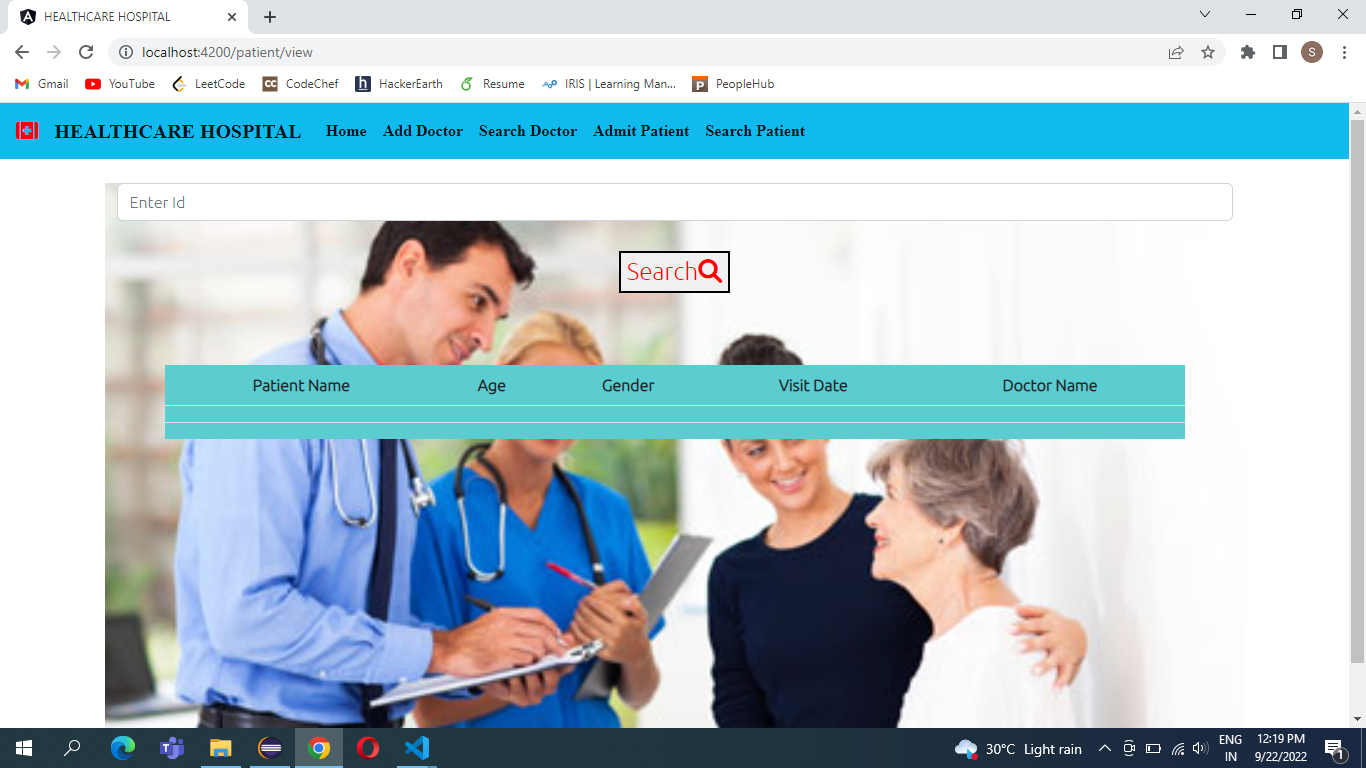 HEALTHCARE HOSPITAL
localhost:4200/patient/view
S
Gmail YouTube LeetCode CC CodeChef h HackerEarth Resume IRIS | Learning Man... P PeopleHub
HEALTHCARE HOSPITAL Home Add Doctor Search Doctor Admit Patient Search Patient
Enter Id
Search
Patient Name Age Gender Visit Date Doctor Name
30°C Light rain ENG 12:19 PM
IN 9/22/2022 1